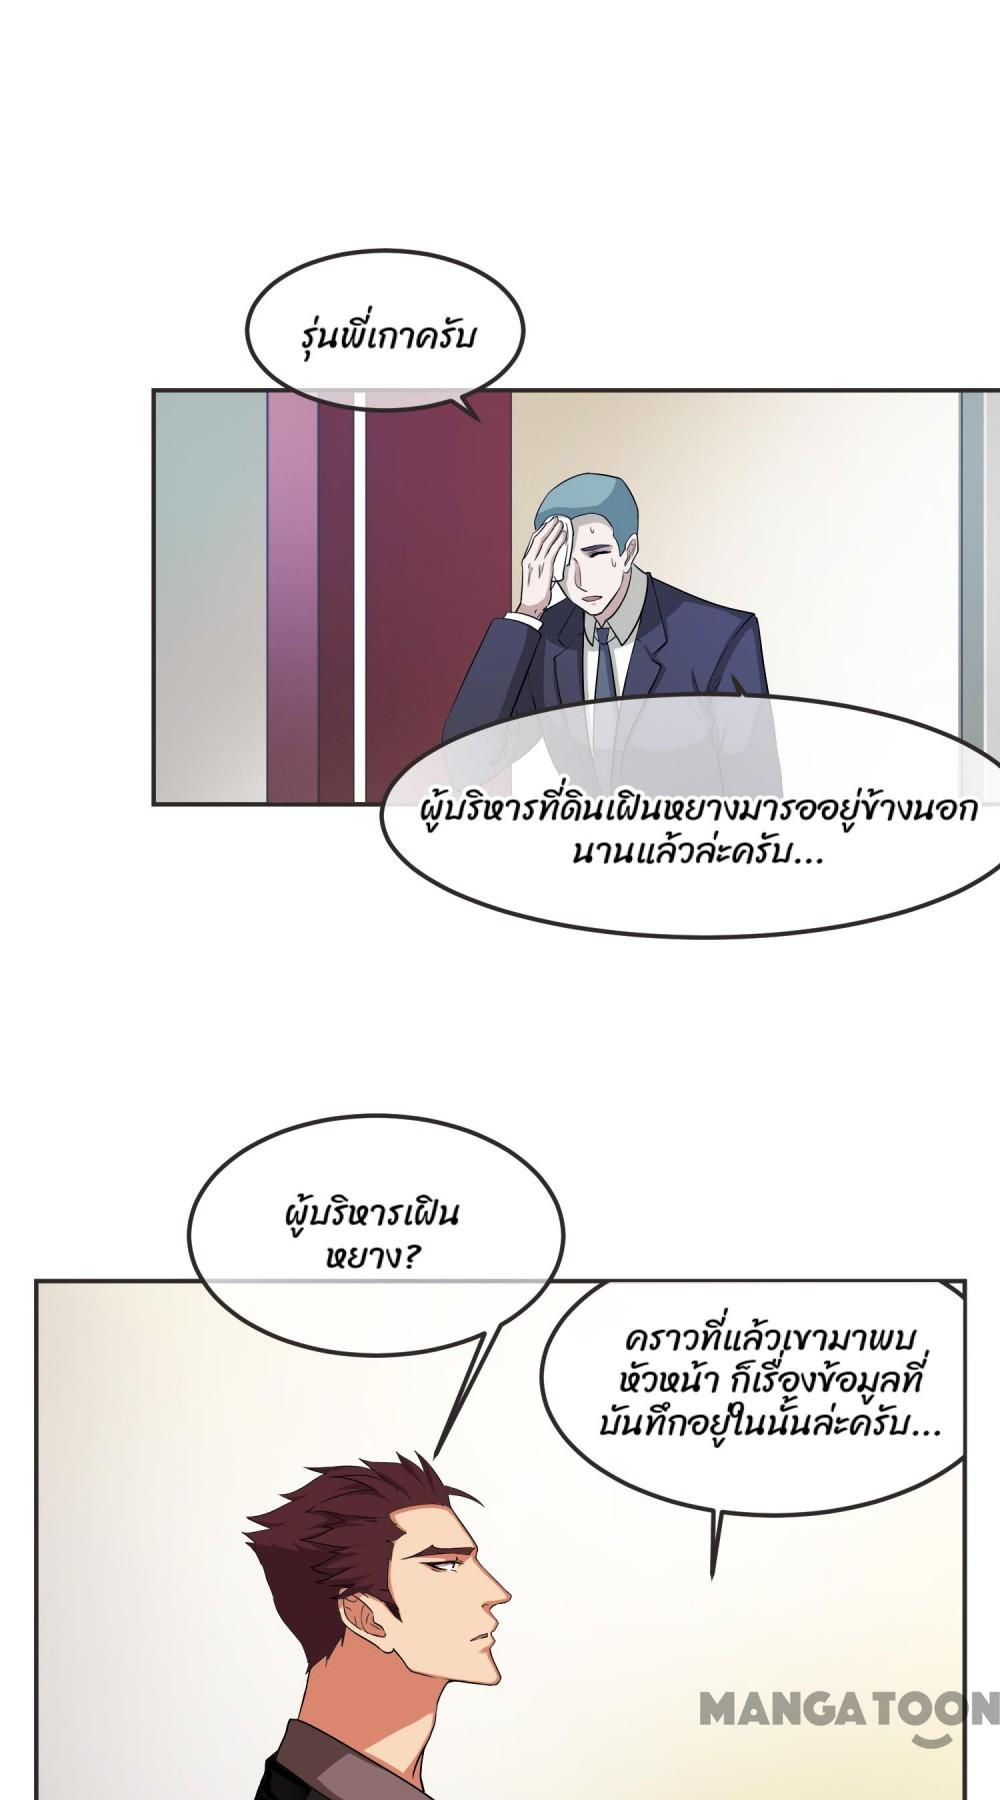 รุ่นพี่เกาครับ
ผู้บริหารที่ดินเฝินหยางมารออยู่ข้างนอก
นานแล้วล่ะครับ...
ผู้บริหารเฝิน
หยาง?
คราวที่แล้วเขามาพบ
หัวหน้า ก็เรื่องข้อมูลที่
บันทึกอยู่ในนั้นล่ะครับ...
MANGATOON